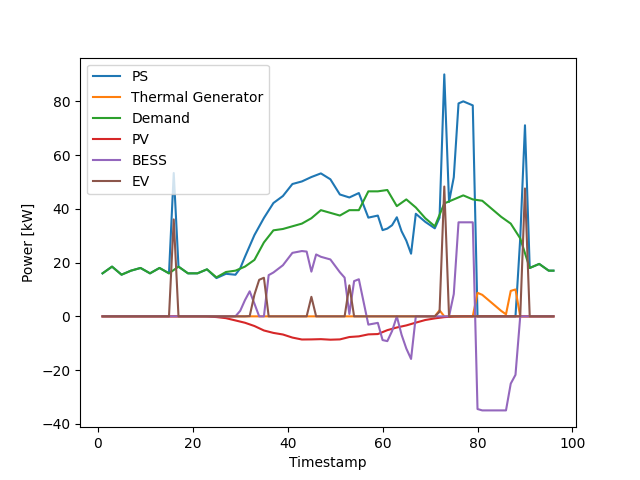 PS
Thermal Generator
Demand
PV
BESS
EV
Power [kW]
80
60
40
20
0
−20
−40
0 20 40 60 80 100
Timestamp